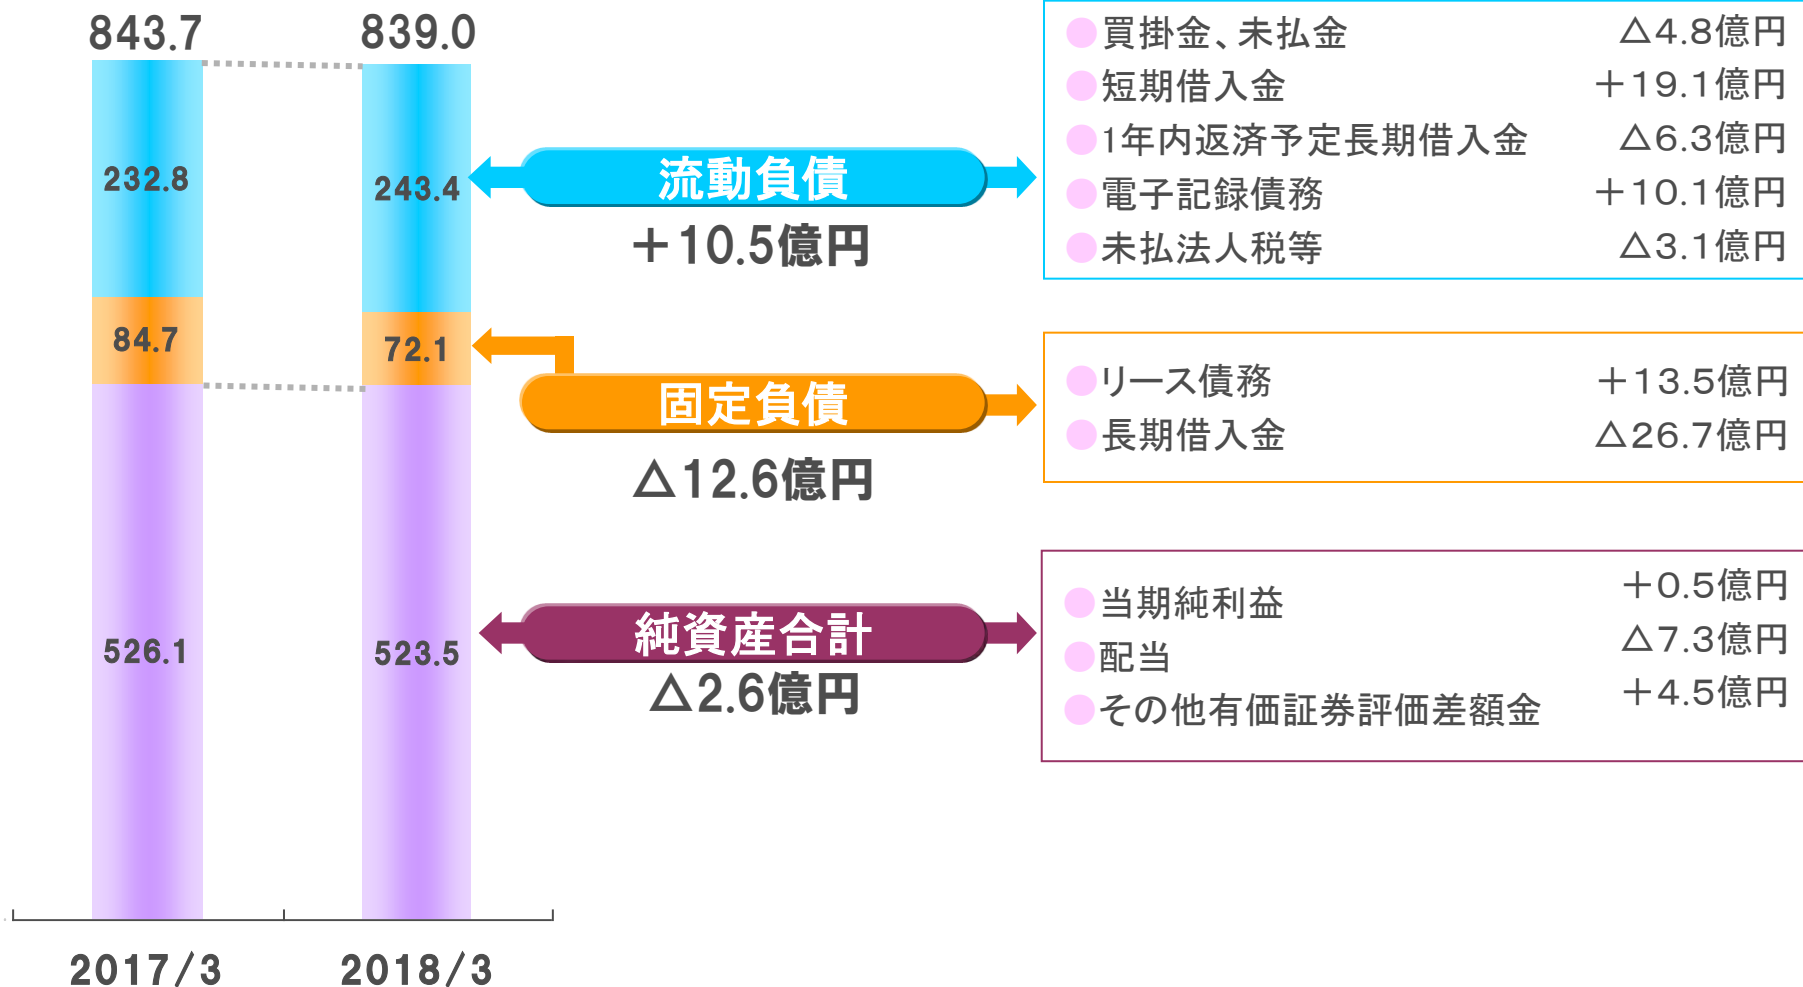 843.7
839.0
232.8
243.4
84.7
72.1
526.1
523.5
2017/3
2018/3
流動負債
＋10.5億円
固定負債
△12.6億円
純資産合計
△2.6億円
●買掛金、未払金 △4.8億円
●短期借入金 ＋19.1億円
●1年内返済予定長期借入金 △6.3億円
●電子記録債務 ＋10.1億円
●未払法人税等 △3.1億円
●リース債務 ＋13.5億円
●長期借入金 △26.7億円
●当期純利益 ＋0.5億円
●配当 △7.3億円
●その他有価証券評価差額金 ＋4.5億円